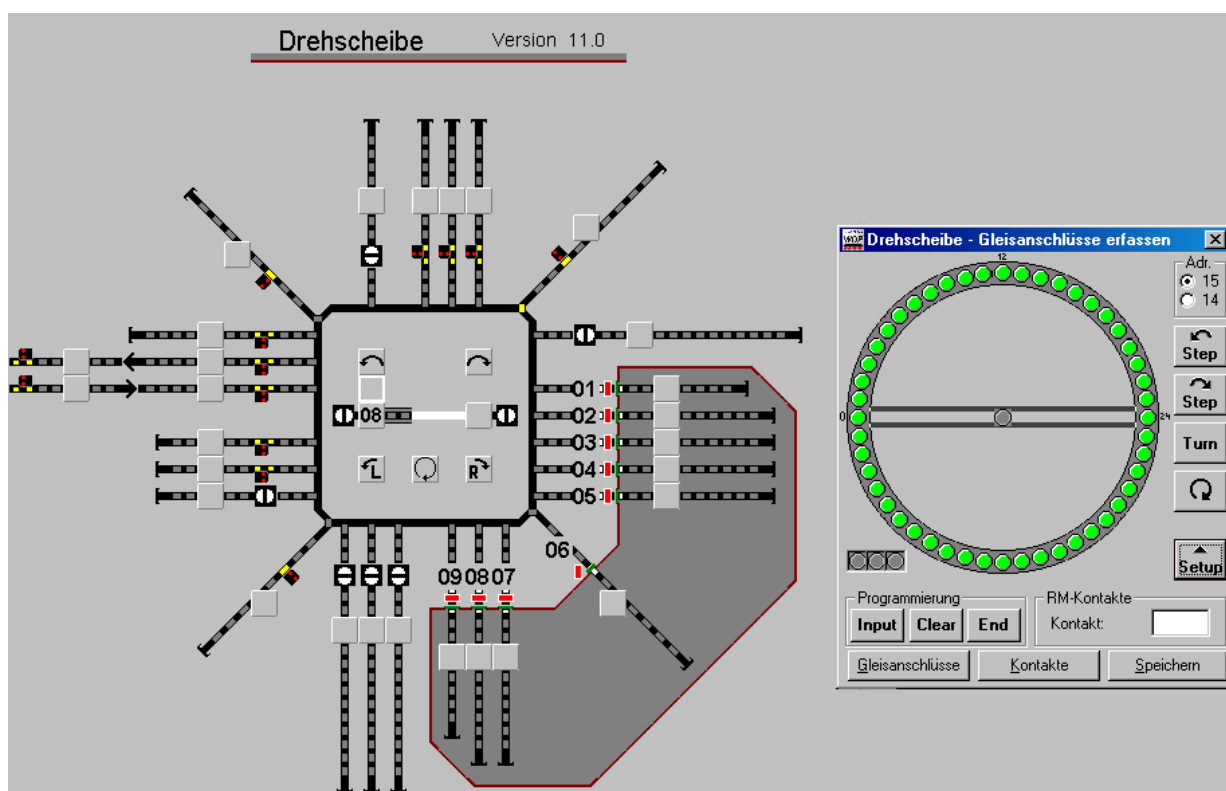 Drehscheibe Version 11.0
01
02
03
04
05
06
09 08 07
08
L
R
WDP Drehscheibe - Gleisanschlüsse erfassen
12
0
24
Adr.
15
14
Step
Step
Turn
Setup
Programmierung
Input Clear End
RM-Kontakte
Kontakt:
Gleisanschlüsse Kontakte Speichern